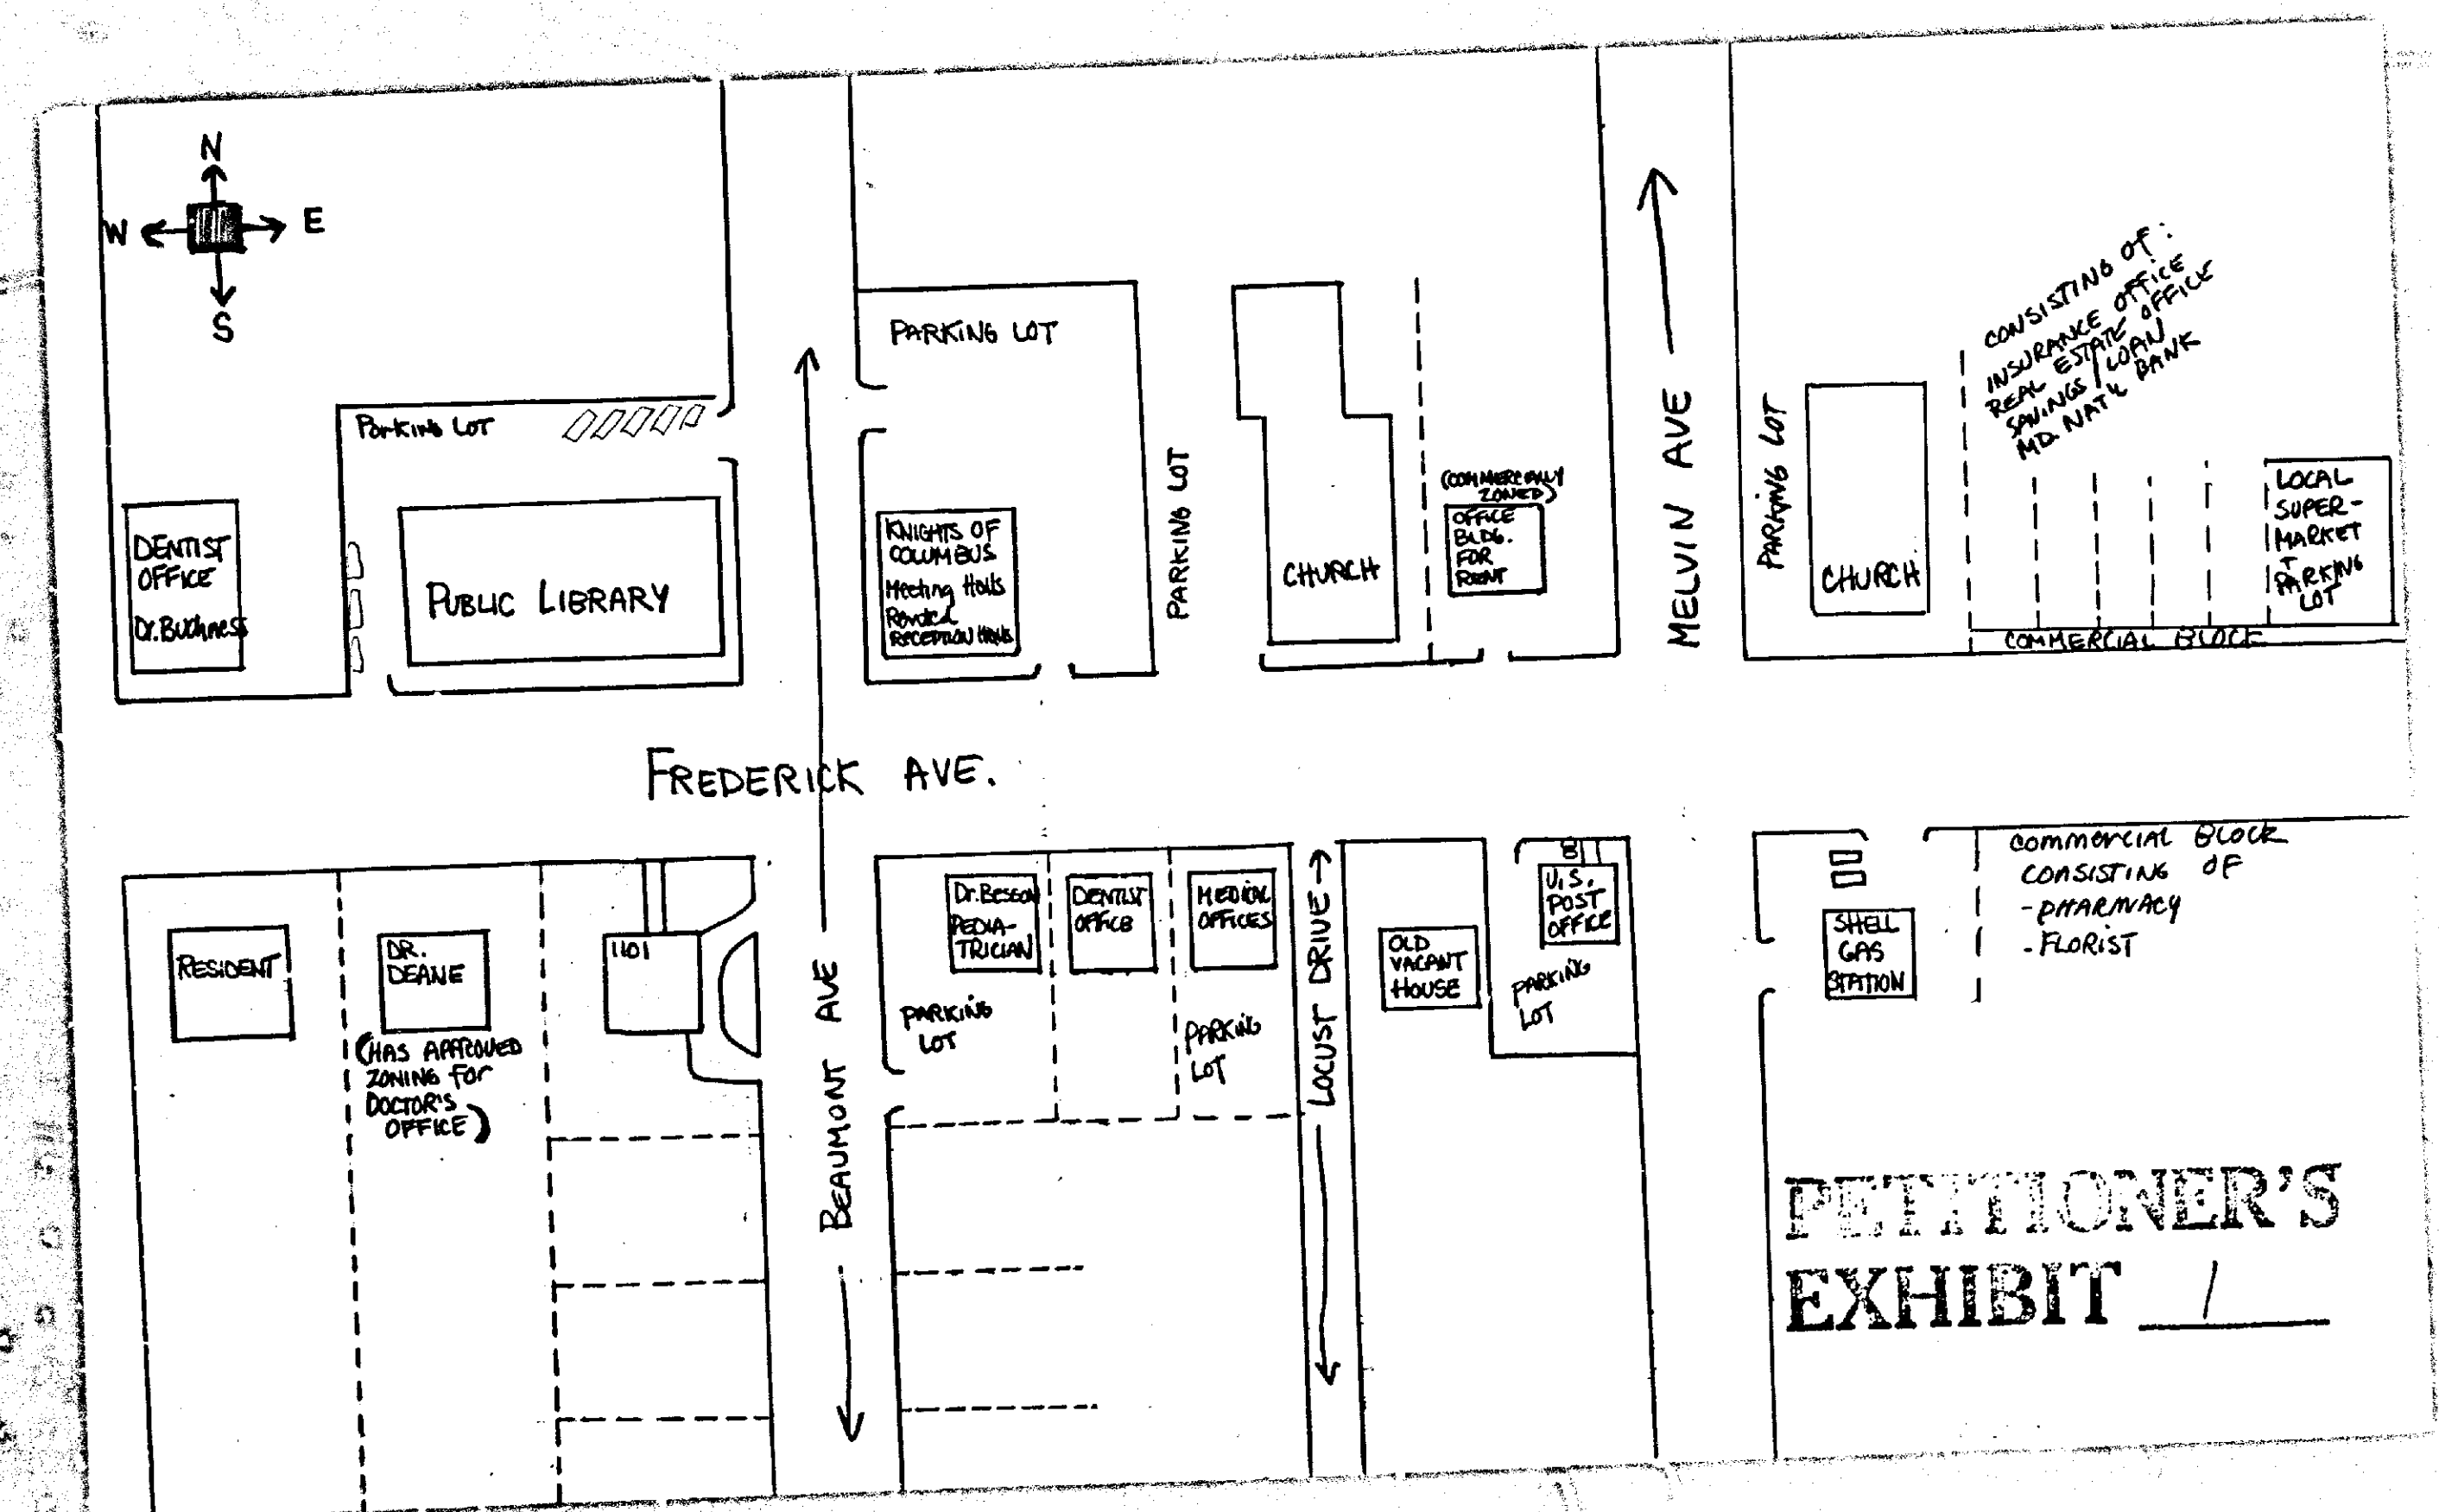 N
W E
S
PARKING LOT
DENTIST
OFFICE
Dr. Buchness
PUBLIC LIBRARY
PARKING LOT
KNIGHTS OF
COLUMBUS
Meeting Halls
Rented
RECEPTION HALLS
PARKING LOT
CHURCH
(COMMERCIALLY
ZONED)
OFFICE
BLDG.
FOR
RENT
MELVIN AVE
PARKING LOT
CHURCH
CONSISTING OF:
INSURANCE OFFICE
REAL ESTATE OFFICE
SAVINGS / LOAN
MD. NAT'L BANK
LOCAL
SUPER-
MARKET
+
PARKING
LOT
COMMERCIAL BLOCK
FREDERICK AVE.
RESIDENT
DR.
DEANE
(HAS APPROVED
ZONING FOR
DOCTOR'S
OFFICE)
1101
BEAUMONT AVE
Dr. Besson
PEDIA-
TRICIAN
PARKING
LOT
DENTIST
OFFICE
MEDICAL
OFFICES
PARKING
LOT
LOCUST DRIVE
OLD
VACANT
HOUSE
U.S.
POST
OFFICE
PARKING
LOT
SHELL
GAS
STATION
COMMERCIAL BLOCK
CONSISTING OF
- PHARMACY
- FLORIST
PETITIONER'S
EXHIBIT 1